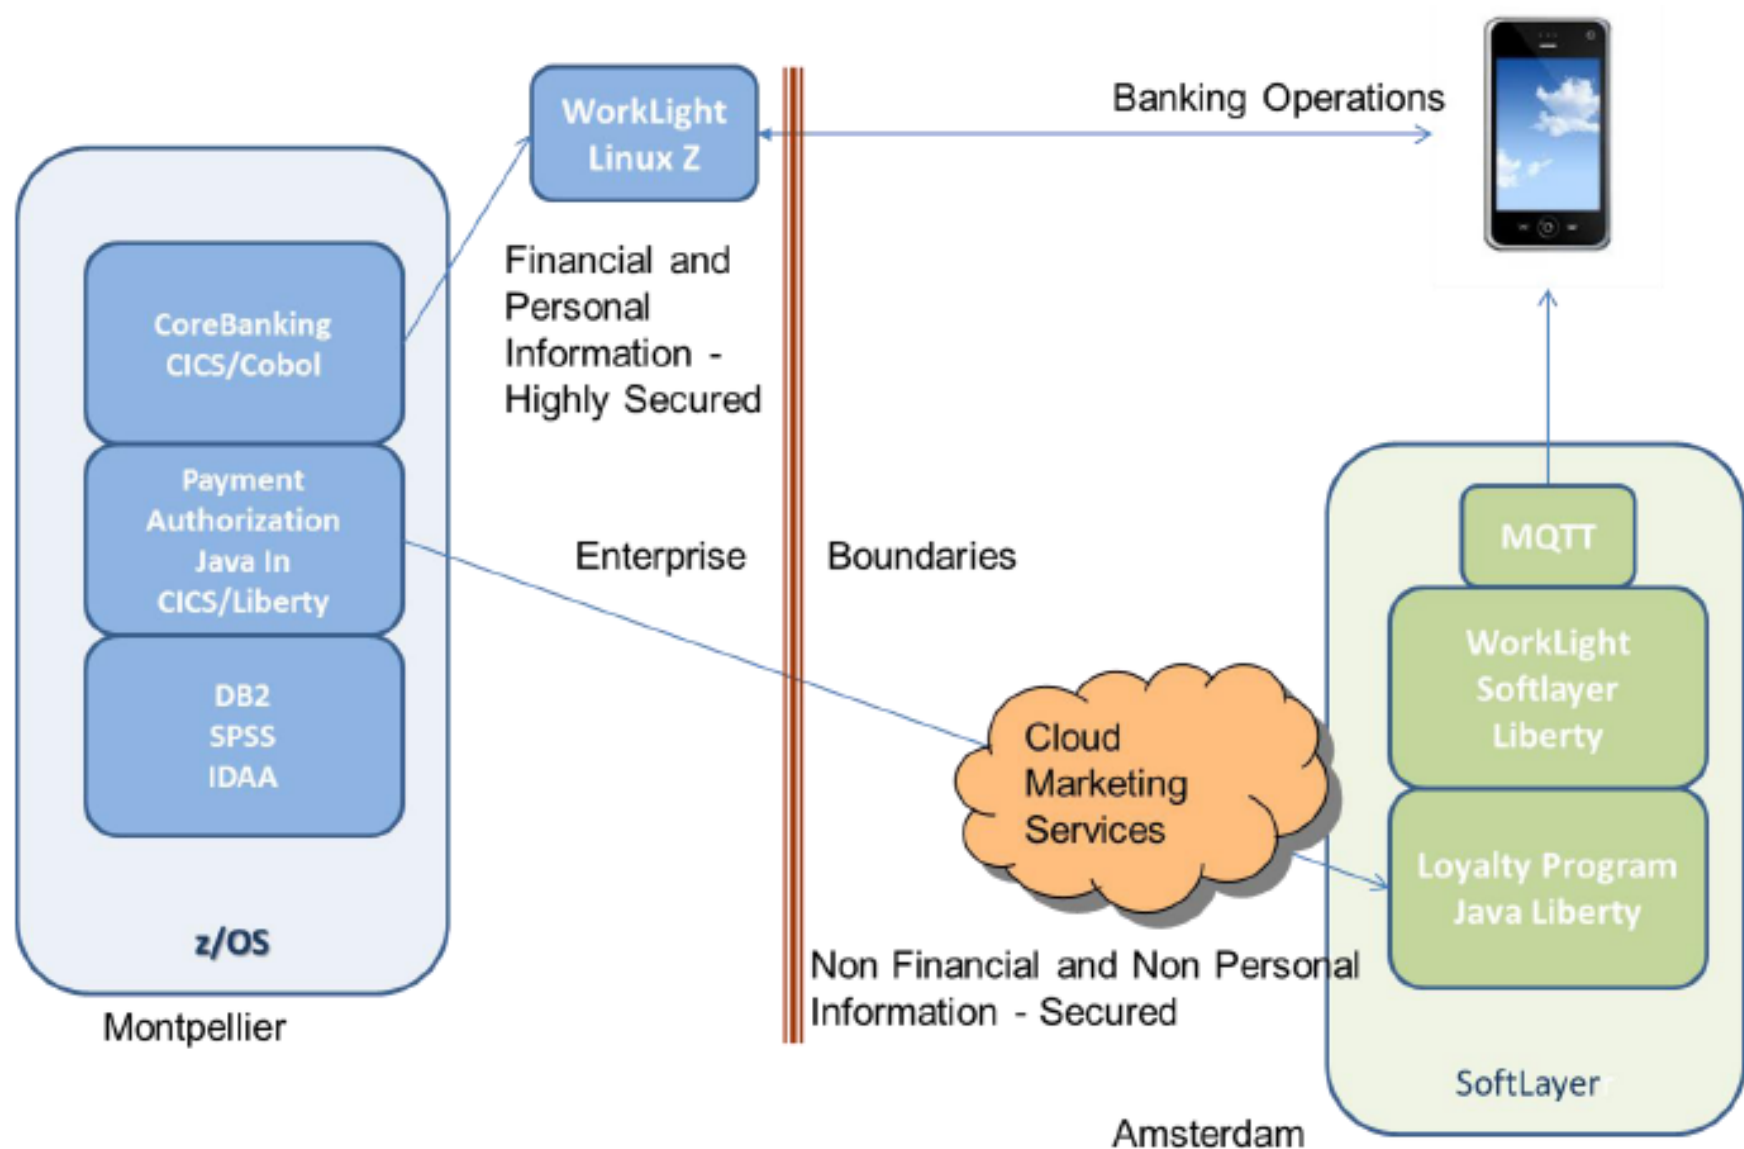 WorkLight
Linux Z
Banking Operations
Financial and
Personal
Information -
Highly Secured
CoreBanking
CICS/Cobol
Payment
Authorization
Java In
CICS/Liberty
DB2
SPSS
IDAA
z/OS
Montpellier
Enterprise
Boundaries
Cloud
Marketing
Services
Non Financial and Non Personal
Information - Secured
MQTT
WorkLight
Softlayer
Liberty
Loyalty Program
Java Liberty
SoftLayer
Amsterdam